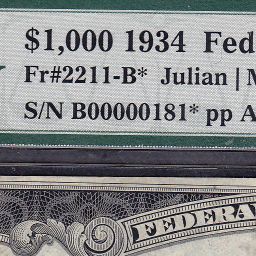 $1,000 1934 Fed
Fr#2211-B* Julian | M
S/N B00000181* pp A
FEDERA